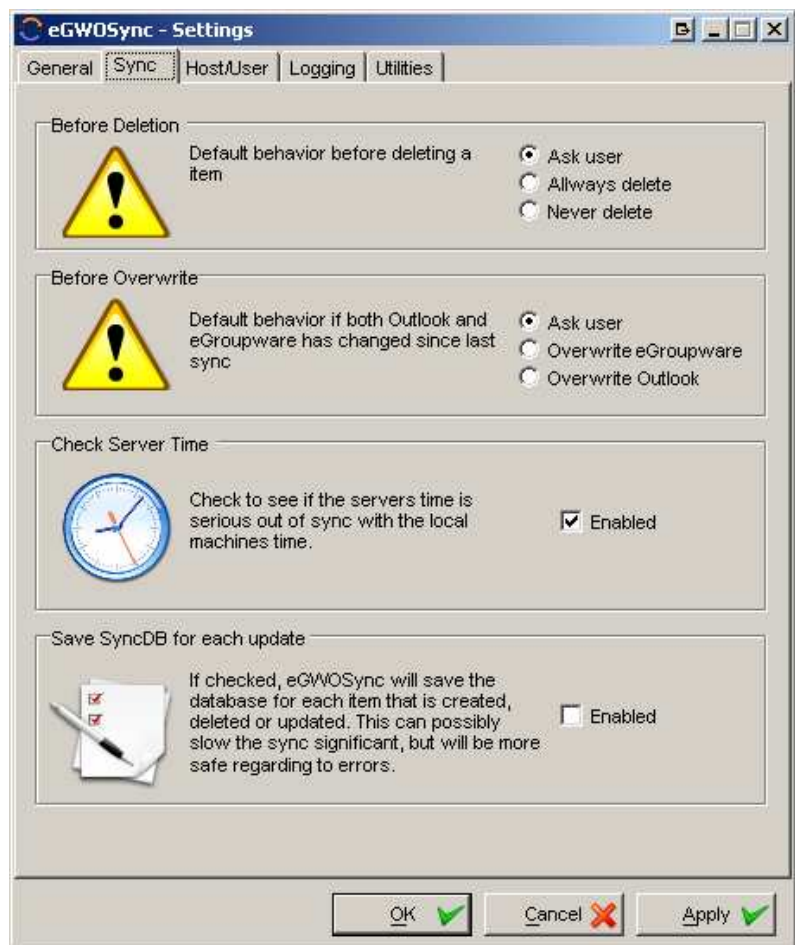 eGWOSync - Settings
General Sync Host/User Logging Utilities
Before Deletion
Default behavior before deleting a
item
Ask user
Allways delete
Never delete
Before Overwrite
Default behavior if both Outlook and
eGroupware has changed since last
sync
Ask user
Overwrite eGroupware
Overwrite Outlook
Check Server Time
Check to see if the servers time is
serious out of sync with the local
machines time.
Enabled
Save SyncDB for each update
If checked, eGWOSync will save the
database for each item that is created,
deleted or updated. This can possibly
slow the sync significant, but will be more
safe regarding to errors.
Enabled
OK Cancel Apply